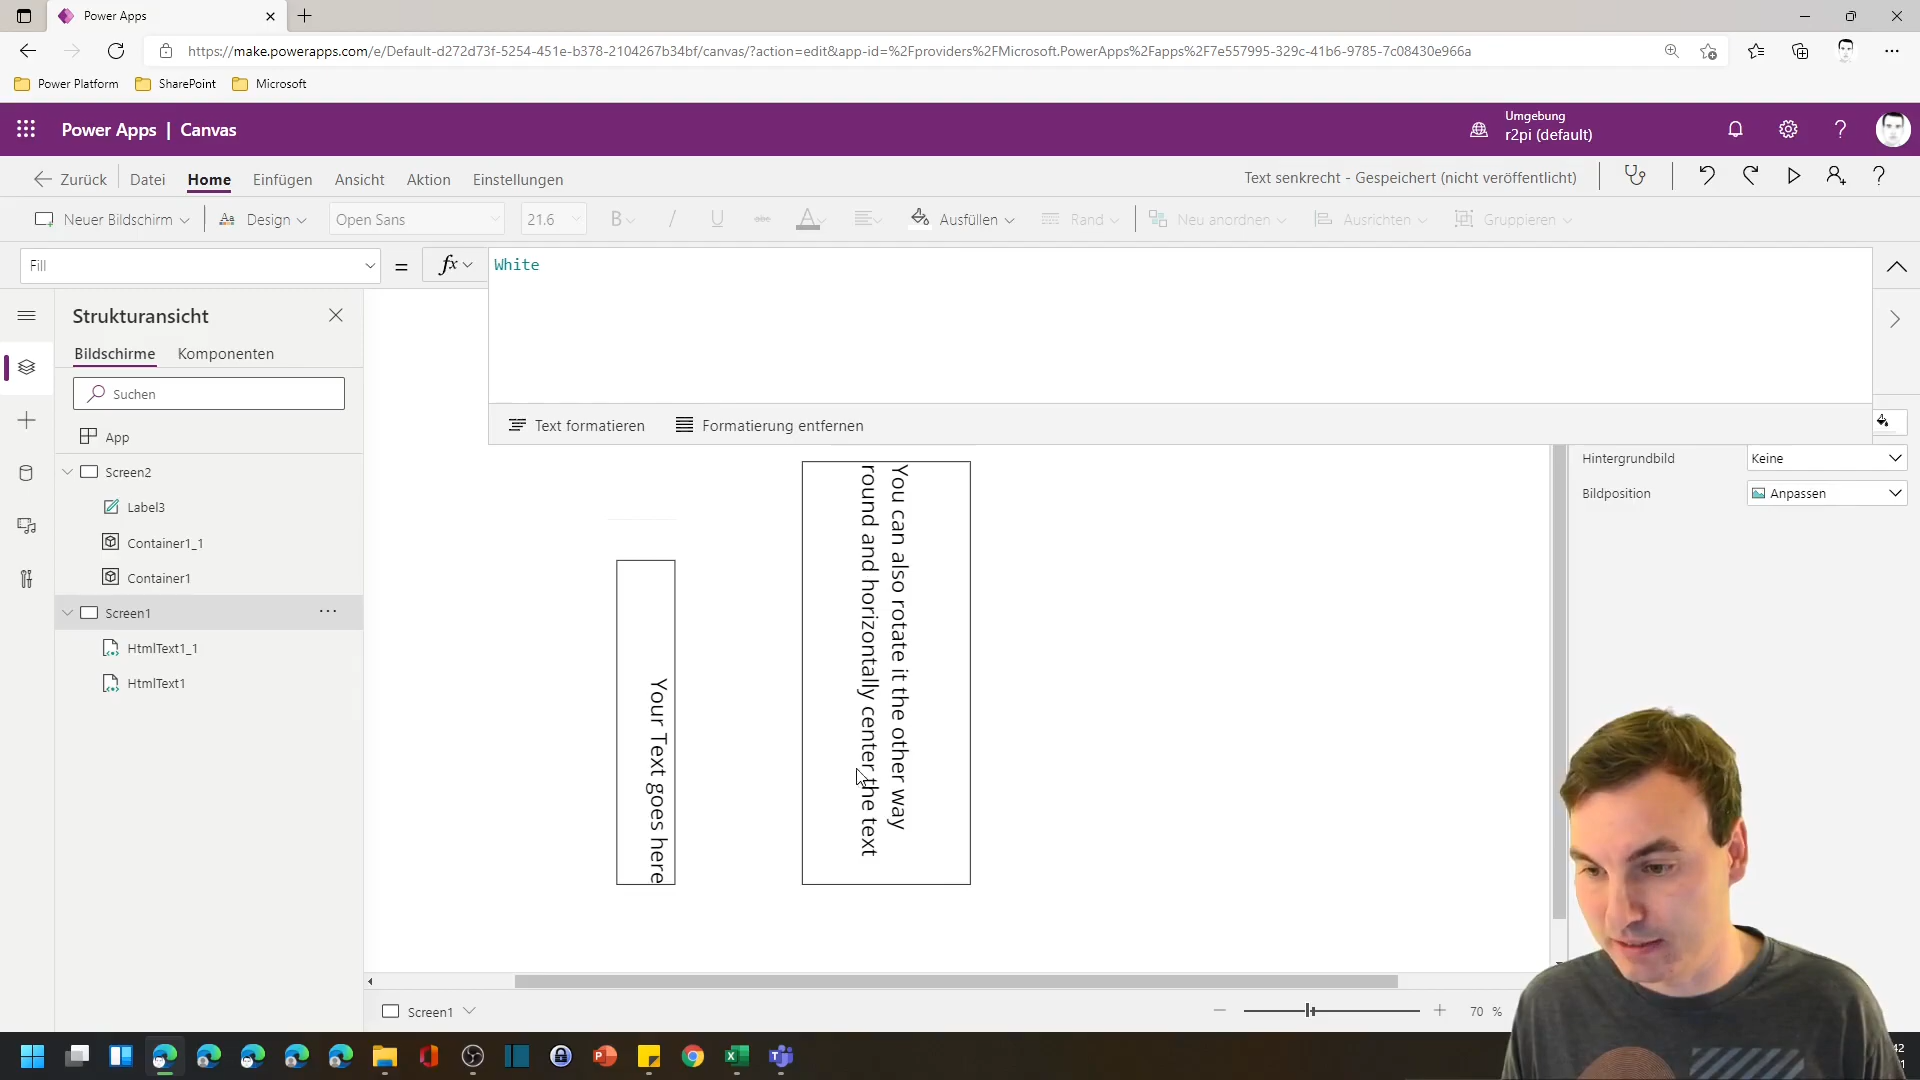 Power Apps
https://make.powerapps.com/e/Default-d272d73f-5254-451e-b378-2104267b34bf/canvas/?action=edit&app-id=%2Fproviders%2FMicrosoft.PowerApps%2Fapps%2F7e557995-329c-41b6-9785-7c08430e966a
Power Platform SharePoint Microsoft
Power Apps | Canvas
Umgebung
r2pi (default)
Zurück Datei Home Einfügen Ansicht Aktion Einstellungen
Text senkrecht - Gespeichert (nicht veröffentlicht)
Neuer Bildschirm Design Open Sans 21.6 Ausfüllen Rand Neu anordnen Ausrichten Gruppieren
Fill = fx White
Strukturansicht
Bildschirme Komponenten
Suchen
Text formatieren Formatierung entfernen
App
Screen2
Label3
Container1_1
Container1
Screen1
HtmlText1_1
HtmlText1
Hintergrundbild Keine
Bildposition Anpassen
Your Text goes here
You can also rotate it the other way
round and horizontally center the text
Screen1
70 %